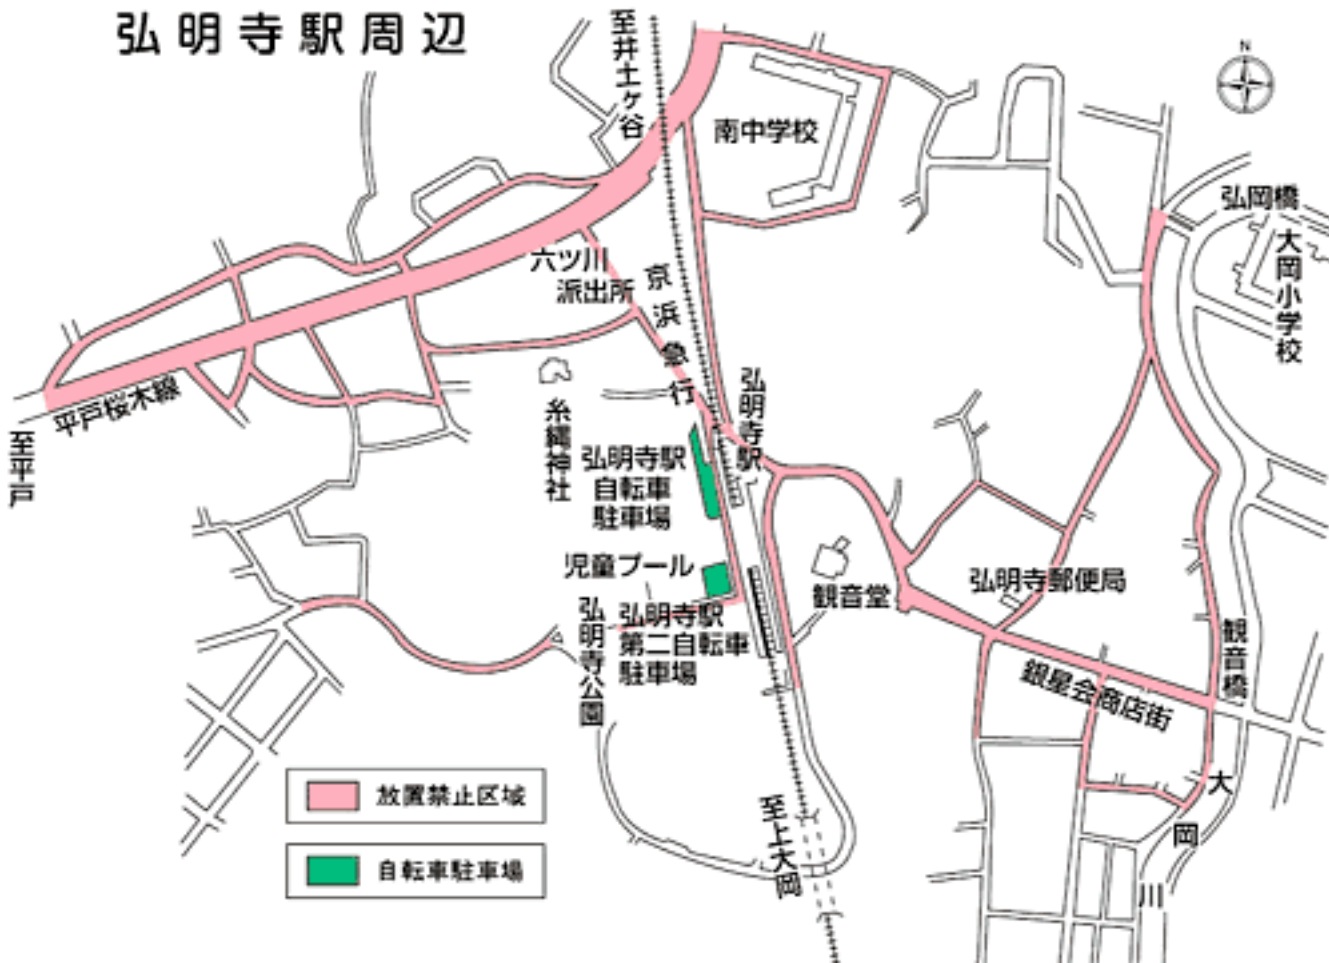 弘明寺駅周辺
至井土ヶ谷
N
南中学校
弘岡橋
大岡小学校
六ツ川
派出所
京浜急行
平戸桜木線
至平戸
糸縄神社
弘明寺駅
弘明寺駅
自転車
駐車場
児童プール
弘明寺駅
第二自転車
駐車場
弘明寺公園
観音堂
弘明寺郵便局
観音橋
銀星会商店街
大岡川
至上大岡
放置禁止区域
自転車駐車場